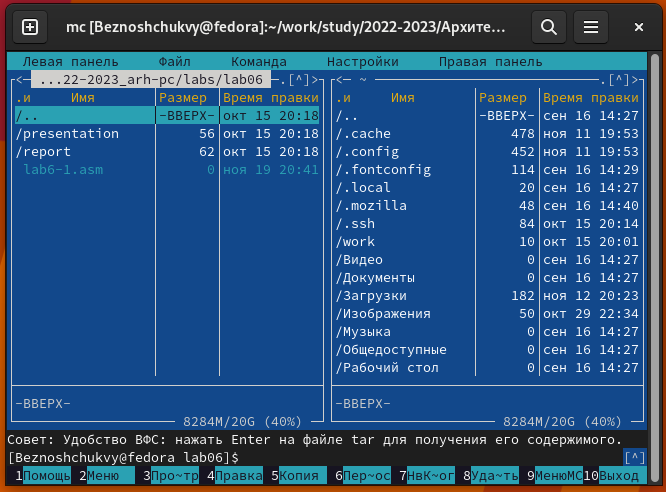 mc [Beznoshchukvy@fedora]:~/work/study/2022-2023/Архите…
Левая панель Файл Команда Настройки Правая панель
<─ ...22-2023_arh-pc/labs/lab06 ─.[^]>
.и Имя Размер Время правки
/.. -ВВЕРХ- окт 15 20:18
/presentation 56 окт 15 20:18
/report 62 окт 15 20:18
lab6-1.asm 0 ноя 19 20:41
-ВВЕРХ-
8284M/20G (40%)
<─ ~ ─.[^]>
.и Имя Размер Время правки
/.. -ВВЕРХ- сен 16 14:27
/.cache 478 ноя 11 19:53
/.config 452 ноя 11 19:53
/.fontconfig 114 сен 16 14:29
/.local 20 сен 16 14:27
/.mozilla 48 сен 16 14:40
/.ssh 84 окт 15 20:14
/work 10 окт 15 20:01
/Видео 0 сен 16 14:27
/Документы 0 сен 16 14:27
/Загрузки 182 ноя 12 20:23
/Изображения 50 окт 29 22:34
/Музыка 0 сен 16 14:27
/Общедоступные 0 сен 16 14:27
/Рабочий стол 0 сен 16 14:27
-ВВЕРХ-
8284M/20G (40%)
Совет: Удобство ВФС: нажать Enter на файле tar для получения его содержимого.
[Beznoshchukvy@fedora lab06]$ [^]
1Помощь 2Меню 3Про~тр 4Правка 5Копия 6Пер~ос 7НвК~ог 8Уда~ть 9МенюМС 10Выход